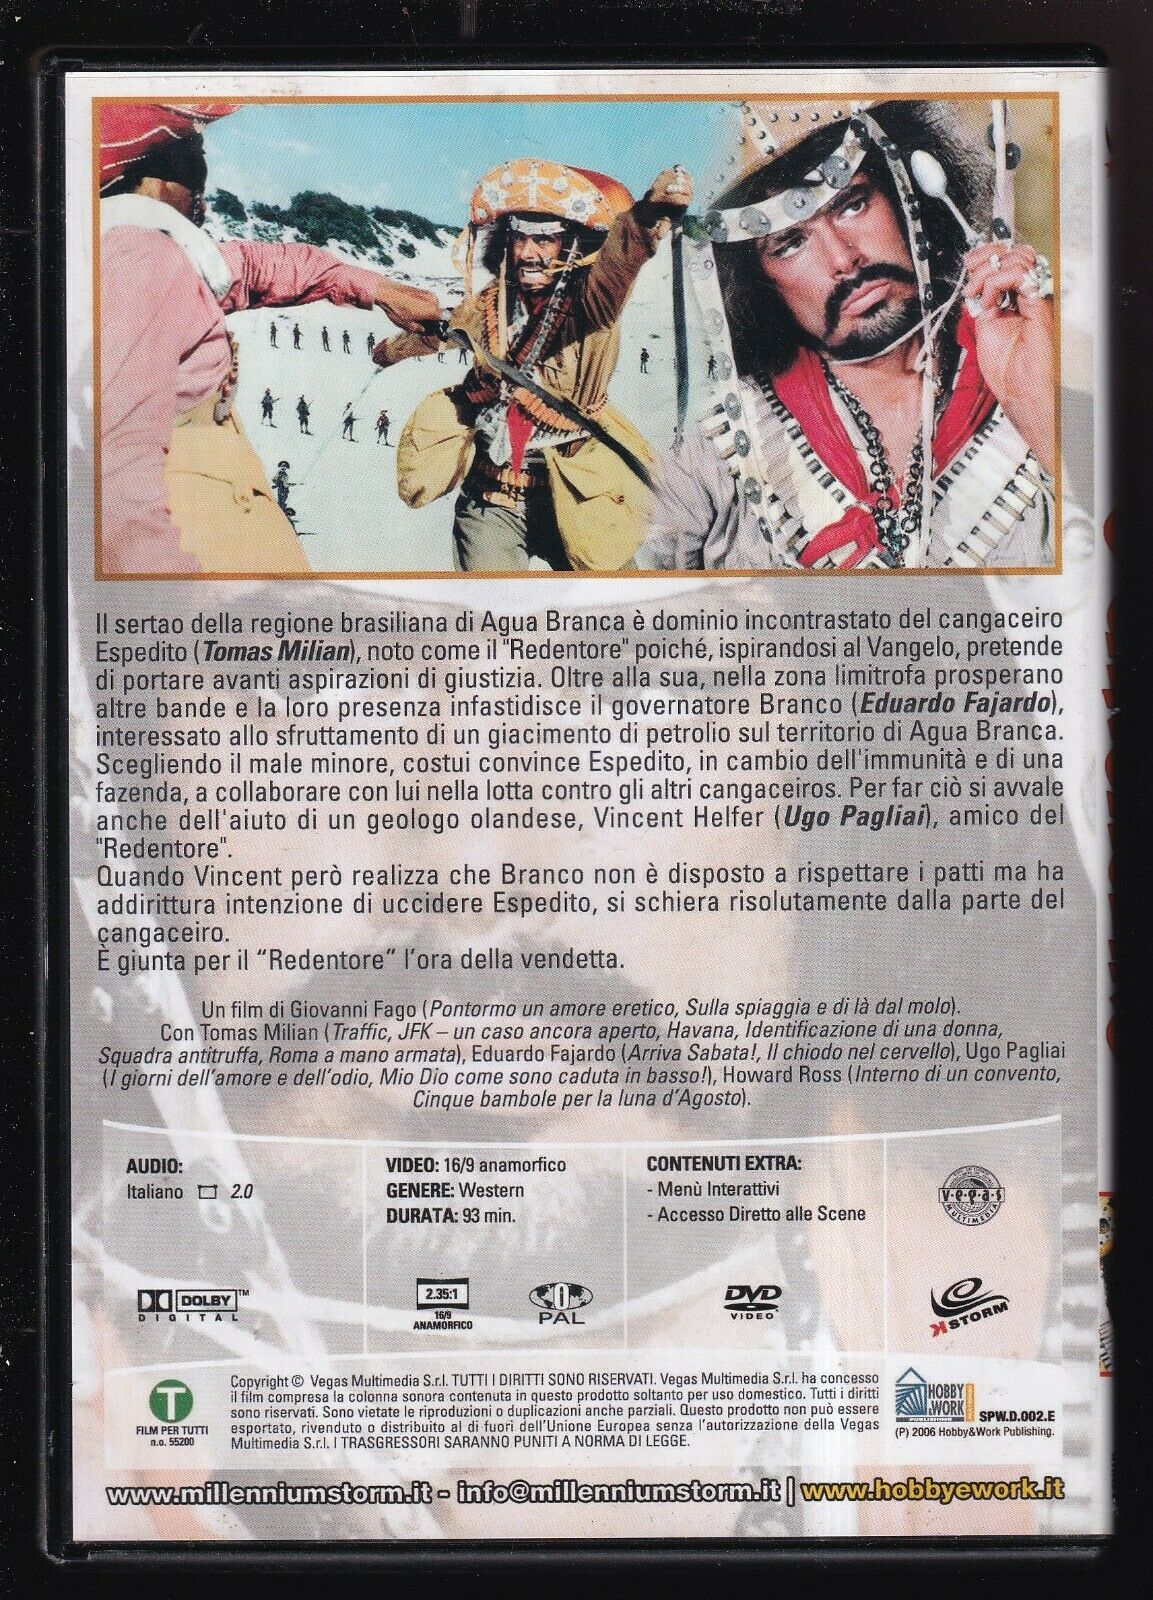 Il sertao della regione brasiliana di Agua Branca è dominio incontrastato del cangaceiro
Espedito (Tomas Milian), noto come il "Redentore" poiché, ispirandosi al Vangelo, pretende
di portare avanti aspirazioni di giustizia. Oltre alla sua, nella zona limitrofa prosperano
altre bande e la loro presenza infastidisce il governatore Branco (Eduardo Fajardo),
interessato allo sfruttamento di un giacimento di petrolio sul territorio di Agua Branca.
Scegliendo il male minore, costui convince Espedito, in cambio dell'immunità e di una
fazenda, a collaborare con lui nella lotta contro gli altri cangaceiros. Per far ciò si avvale
anche dell'aiuto di un geologo olandese, Vincent Helfer (Ugo Pagliai), amico del
"Redentore".
Quando Vincent però realizza che Branco non è disposto a rispettare i patti ma ha
addirittura intenzione di uccidere Espedito, si schiera risolutamente dalla parte del
cangaceiro.
È giunta per il “Redentore” l'ora della vendetta.
Un film di Giovanni Fago (Pontormo un amore eretico, Sulla spiaggia e di là dal molo).
Con Tomas Milian (Traffic, JFK – un caso ancora aperto, Havana, Identificazione di una donna,
Squadra antitruffa, Roma a mano armata), Eduardo Fajardo (Arriva Sabata!, Il chiodo nel cervello), Ugo Pagliai
(I giorni dell'amore e dell'odio, Mio Dio come sono caduta in basso!), Howard Ross (Interno di un convento,
Cinque bambole per la luna d'Agosto).
AUDIO:
Italiano 2.0
VIDEO: 16/9 anamorfico
GENERE: Western
DURATA: 93 min.
CONTENUTI EXTRA:
- Menù Interattivi
- Accesso Diretto alle Scene
v•e•g•a•s
MULTIMEDIA
DOLBY™
DIGITAL
2.35:1
16/9
ANAMORFICO
0
PAL
DVD
VIDEO
STORM
T
FILM PER TUTTI
n.o. 55200
Copyright © Vegas Multimedia S.r.l. TUTTI I DIRITTI SONO RISERVATI. Vegas Multimedia S.r.l. ha concesso
il film compresa la colonna sonora contenuta in questo prodotto soltanto per uso domestico. Tutti i diritti
sono riservati. Sono vietate le riproduzioni o duplicazioni anche parziali. Questo prodotto non può essere
esportato, rivenduto o distribuito al di fuori dell'Unione Europea senza l'autorizzazione della Vegas
Multimedia S.r.l. I TRASGRESSORI SARANNO PUNITI A NORMA DI LEGGE.
HOBBY
&WORK
PUBLISHING
SPW.D.002.E
(P) 2006 Hobby&Work Publishing.
www.millenniumstorm.it - info@millenniumstorm.it | www.hobbyework.it